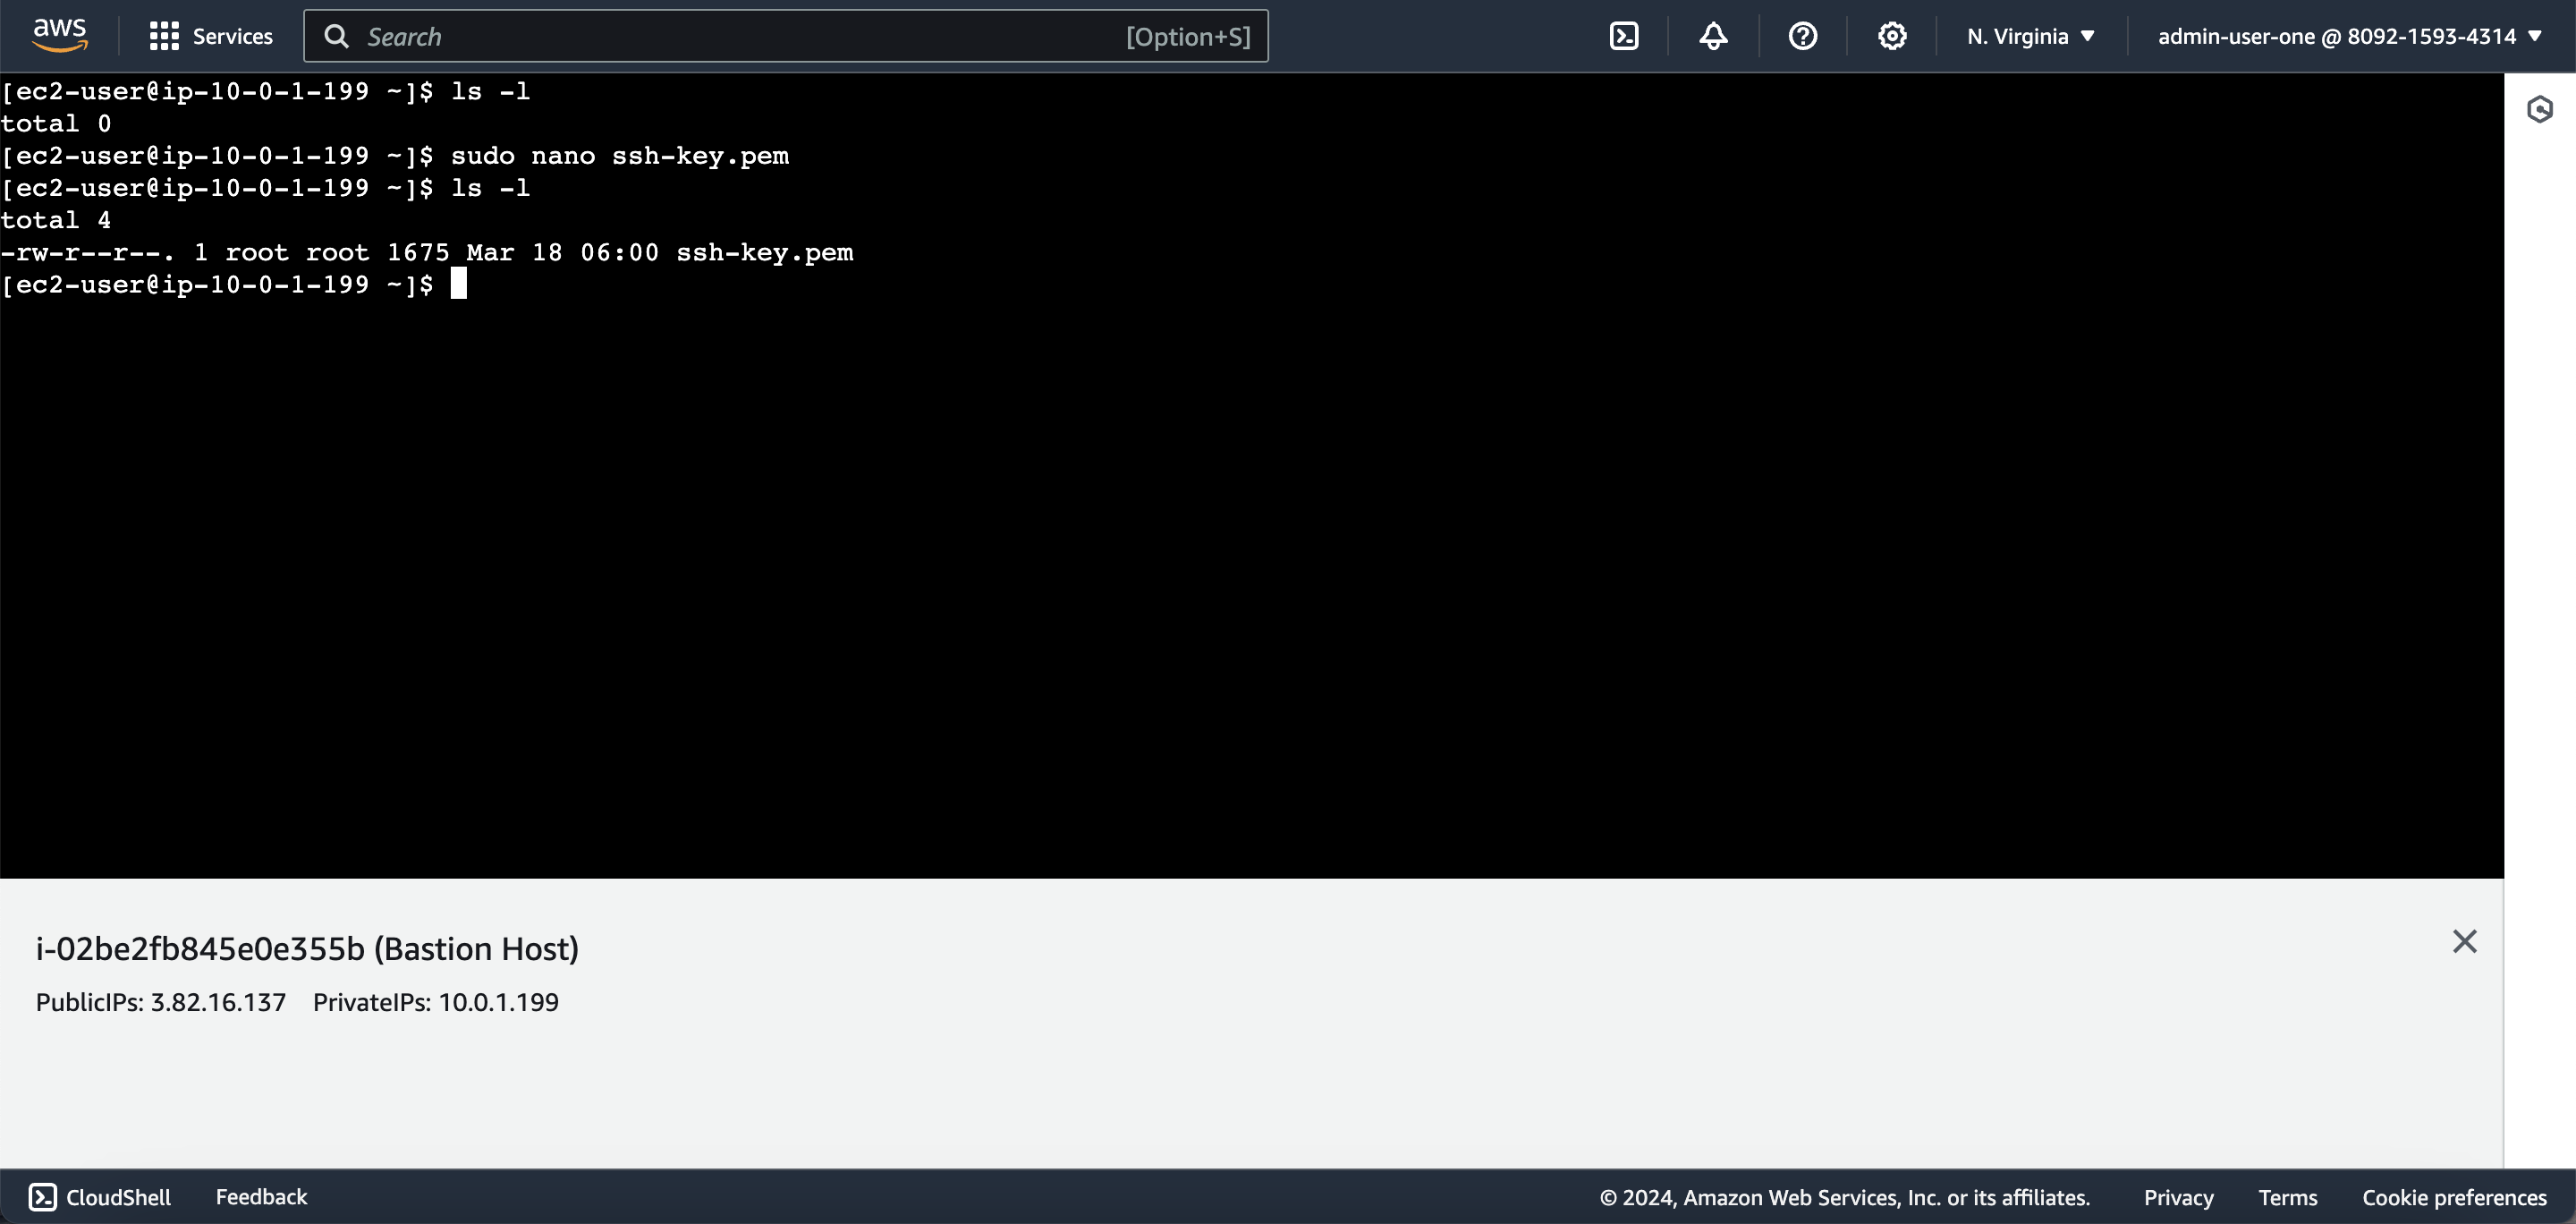 aws Services Search [Option+S] N. Virginia admin-user-one @ 8092-1593-4314
[ec2-user@ip-10-0-1-199 ~]$ ls -l
total 0
[ec2-user@ip-10-0-1-199 ~]$ sudo nano ssh-key.pem
[ec2-user@ip-10-0-1-199 ~]$ ls -l
total 4
-rw-r--r--. 1 root root 1675 Mar 18 06:00 ssh-key.pem
[ec2-user@ip-10-0-1-199 ~]$
i-02be2fb845e0e355b (Bastion Host)
PublicIPs: 3.82.16.137 PrivateIPs: 10.0.1.199
CloudShell Feedback © 2024, Amazon Web Services, Inc. or its affiliates. Privacy Terms Cookie preferences